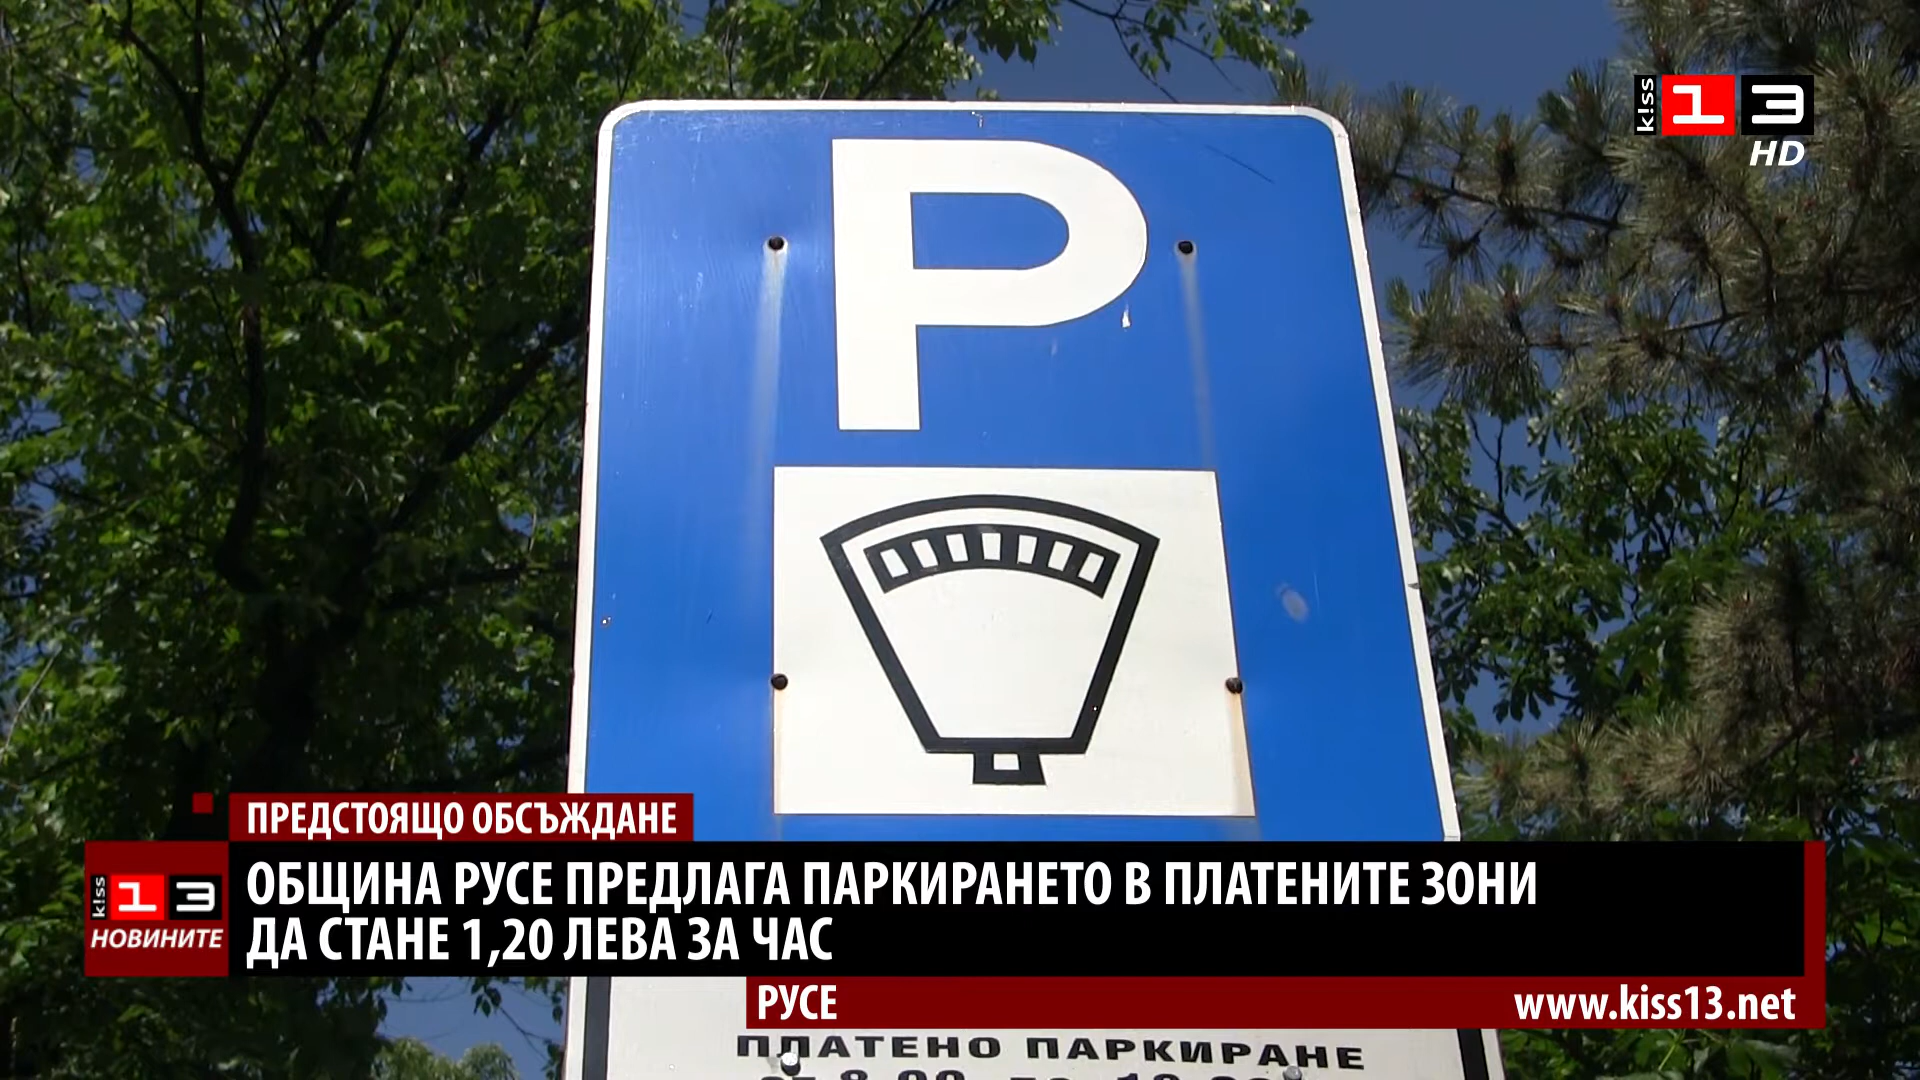 P
kiss 13
HD
ПРЕДСТОЯЩО ОБСЪЖДАНЕ
ОБЩИНА РУСЕ ПРЕДЛАГА ПАРКИРАНЕТО В ПЛАТЕНИТЕ ЗОНИ
ДА СТАНЕ 1,20 ЛЕВА ЗА ЧАС
kiss 13
НОВИНИТЕ
РУСЕ
www.kiss13.net
ПЛАТЕНО ПАРКИРАНЕ